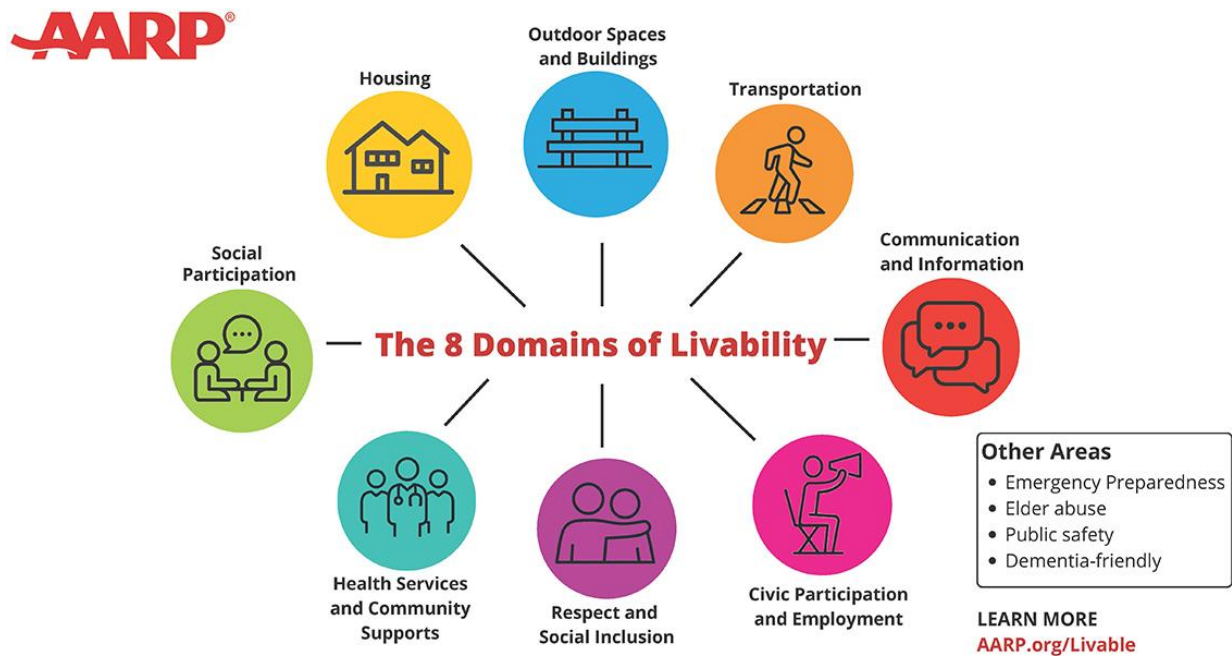 AARP®
Outdoor Spaces
and Buildings
Housing
Transportation
Social
Participation
Communication
and Information
The 8 Domains of Livability
Health Services
and Community
Supports
Respect and
Social Inclusion
Civic Participation
and Employment
Other Areas
• Emergency Preparedness
• Elder abuse
• Public safety
• Dementia-friendly
LEARN MORE
AARP.org/Livable